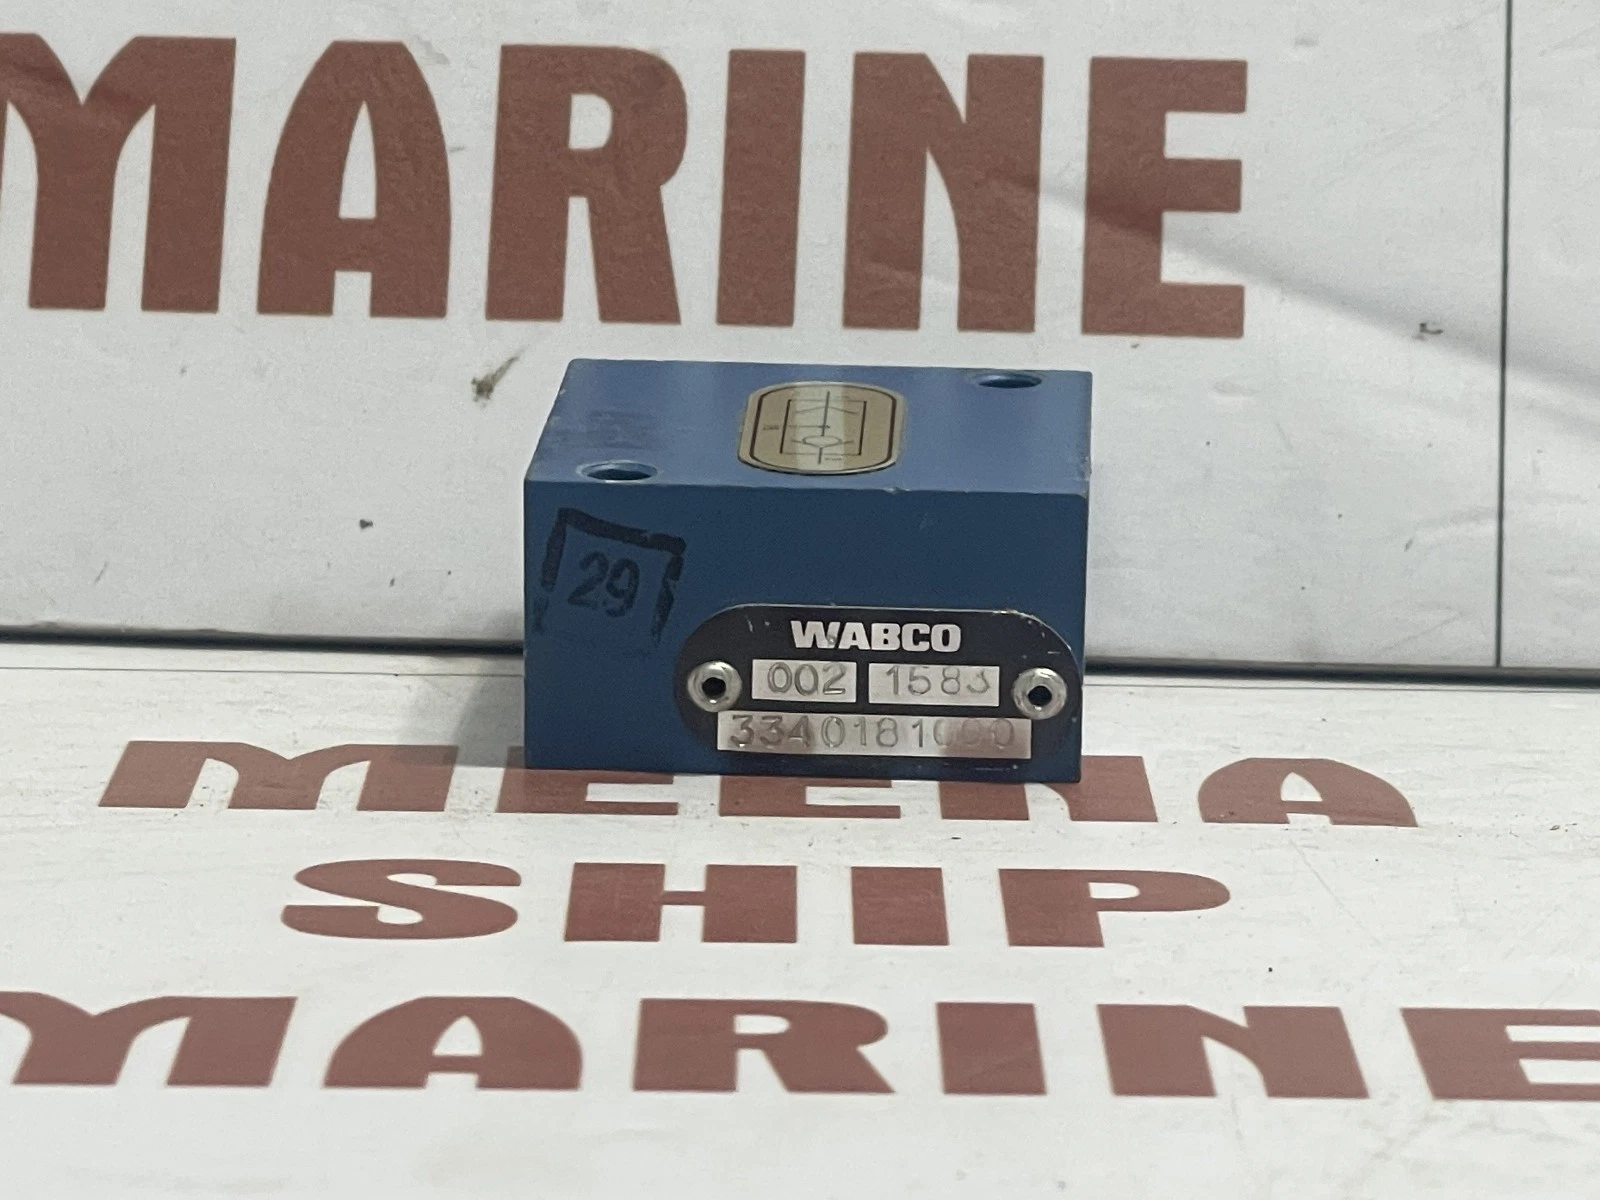 MARINE
29
WABCO
002 1583
3340181000
MEENA
SHIP
MARINE